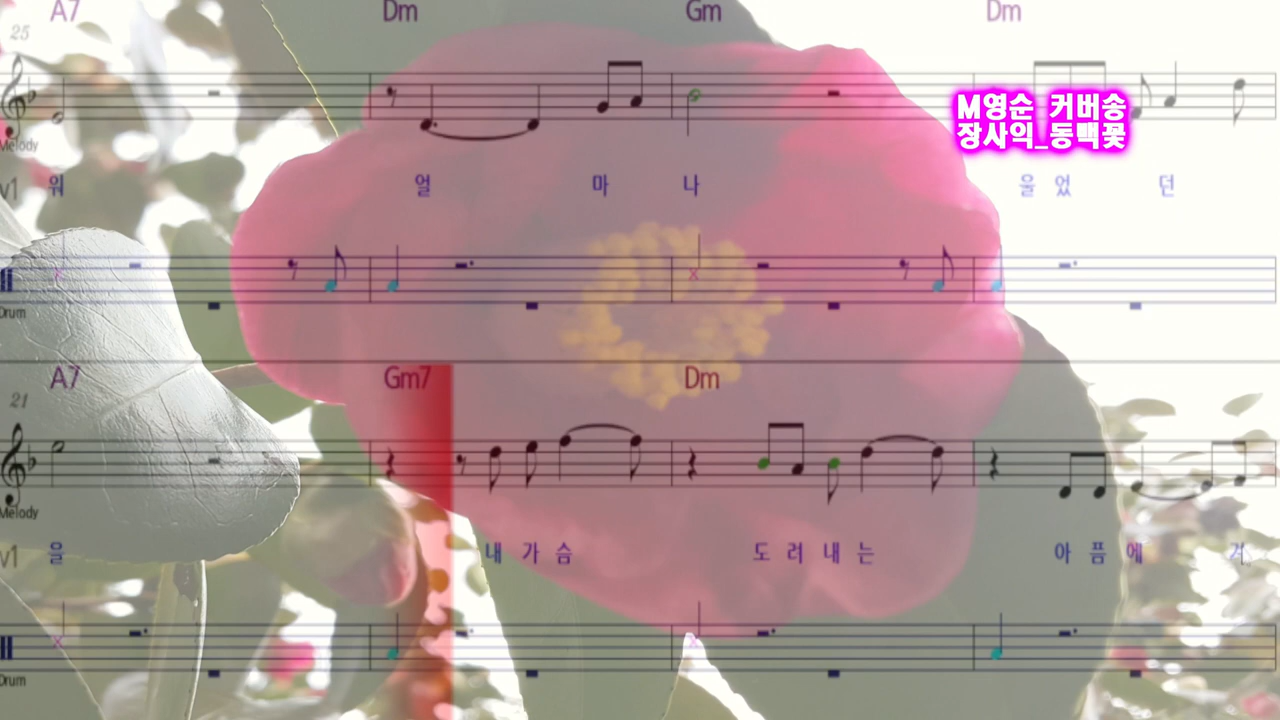 A7 Dm Gm Dm
25
M영순 커버송
장사익_동백꽃
Melody
v1 워 얼 마 나 울 었 던
Drum
A7 Gm7 Dm
21
Melody
v1 을 내 가 슴 도 려 내 는 아 픔 에
Drum